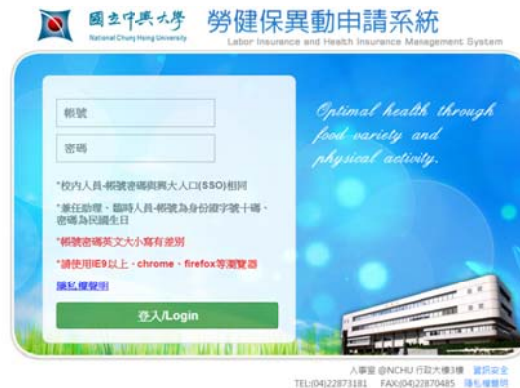 國立中興大學
National Chung Hsing University
勞健保異動申請系統
Labor Insurance and Health Insurance Management System
帳號
密碼
Optimal health through
food variety and
physical activity.
*校內人員-帳號密碼與興大入口(SSO)相同
*兼任助理、臨時人員-帳號為身份證字號十碼、
密碼為民國生日
*帳號密碼英文大小寫有差別
*請使用IE9以上、chrome、firefox等瀏覽器
隱私權聲明
登入/Login
人事室 @NCHU 行政大樓3樓 資訊安全
TEL:(04)22873181 FAX:(04)22870485 隱私權聲明